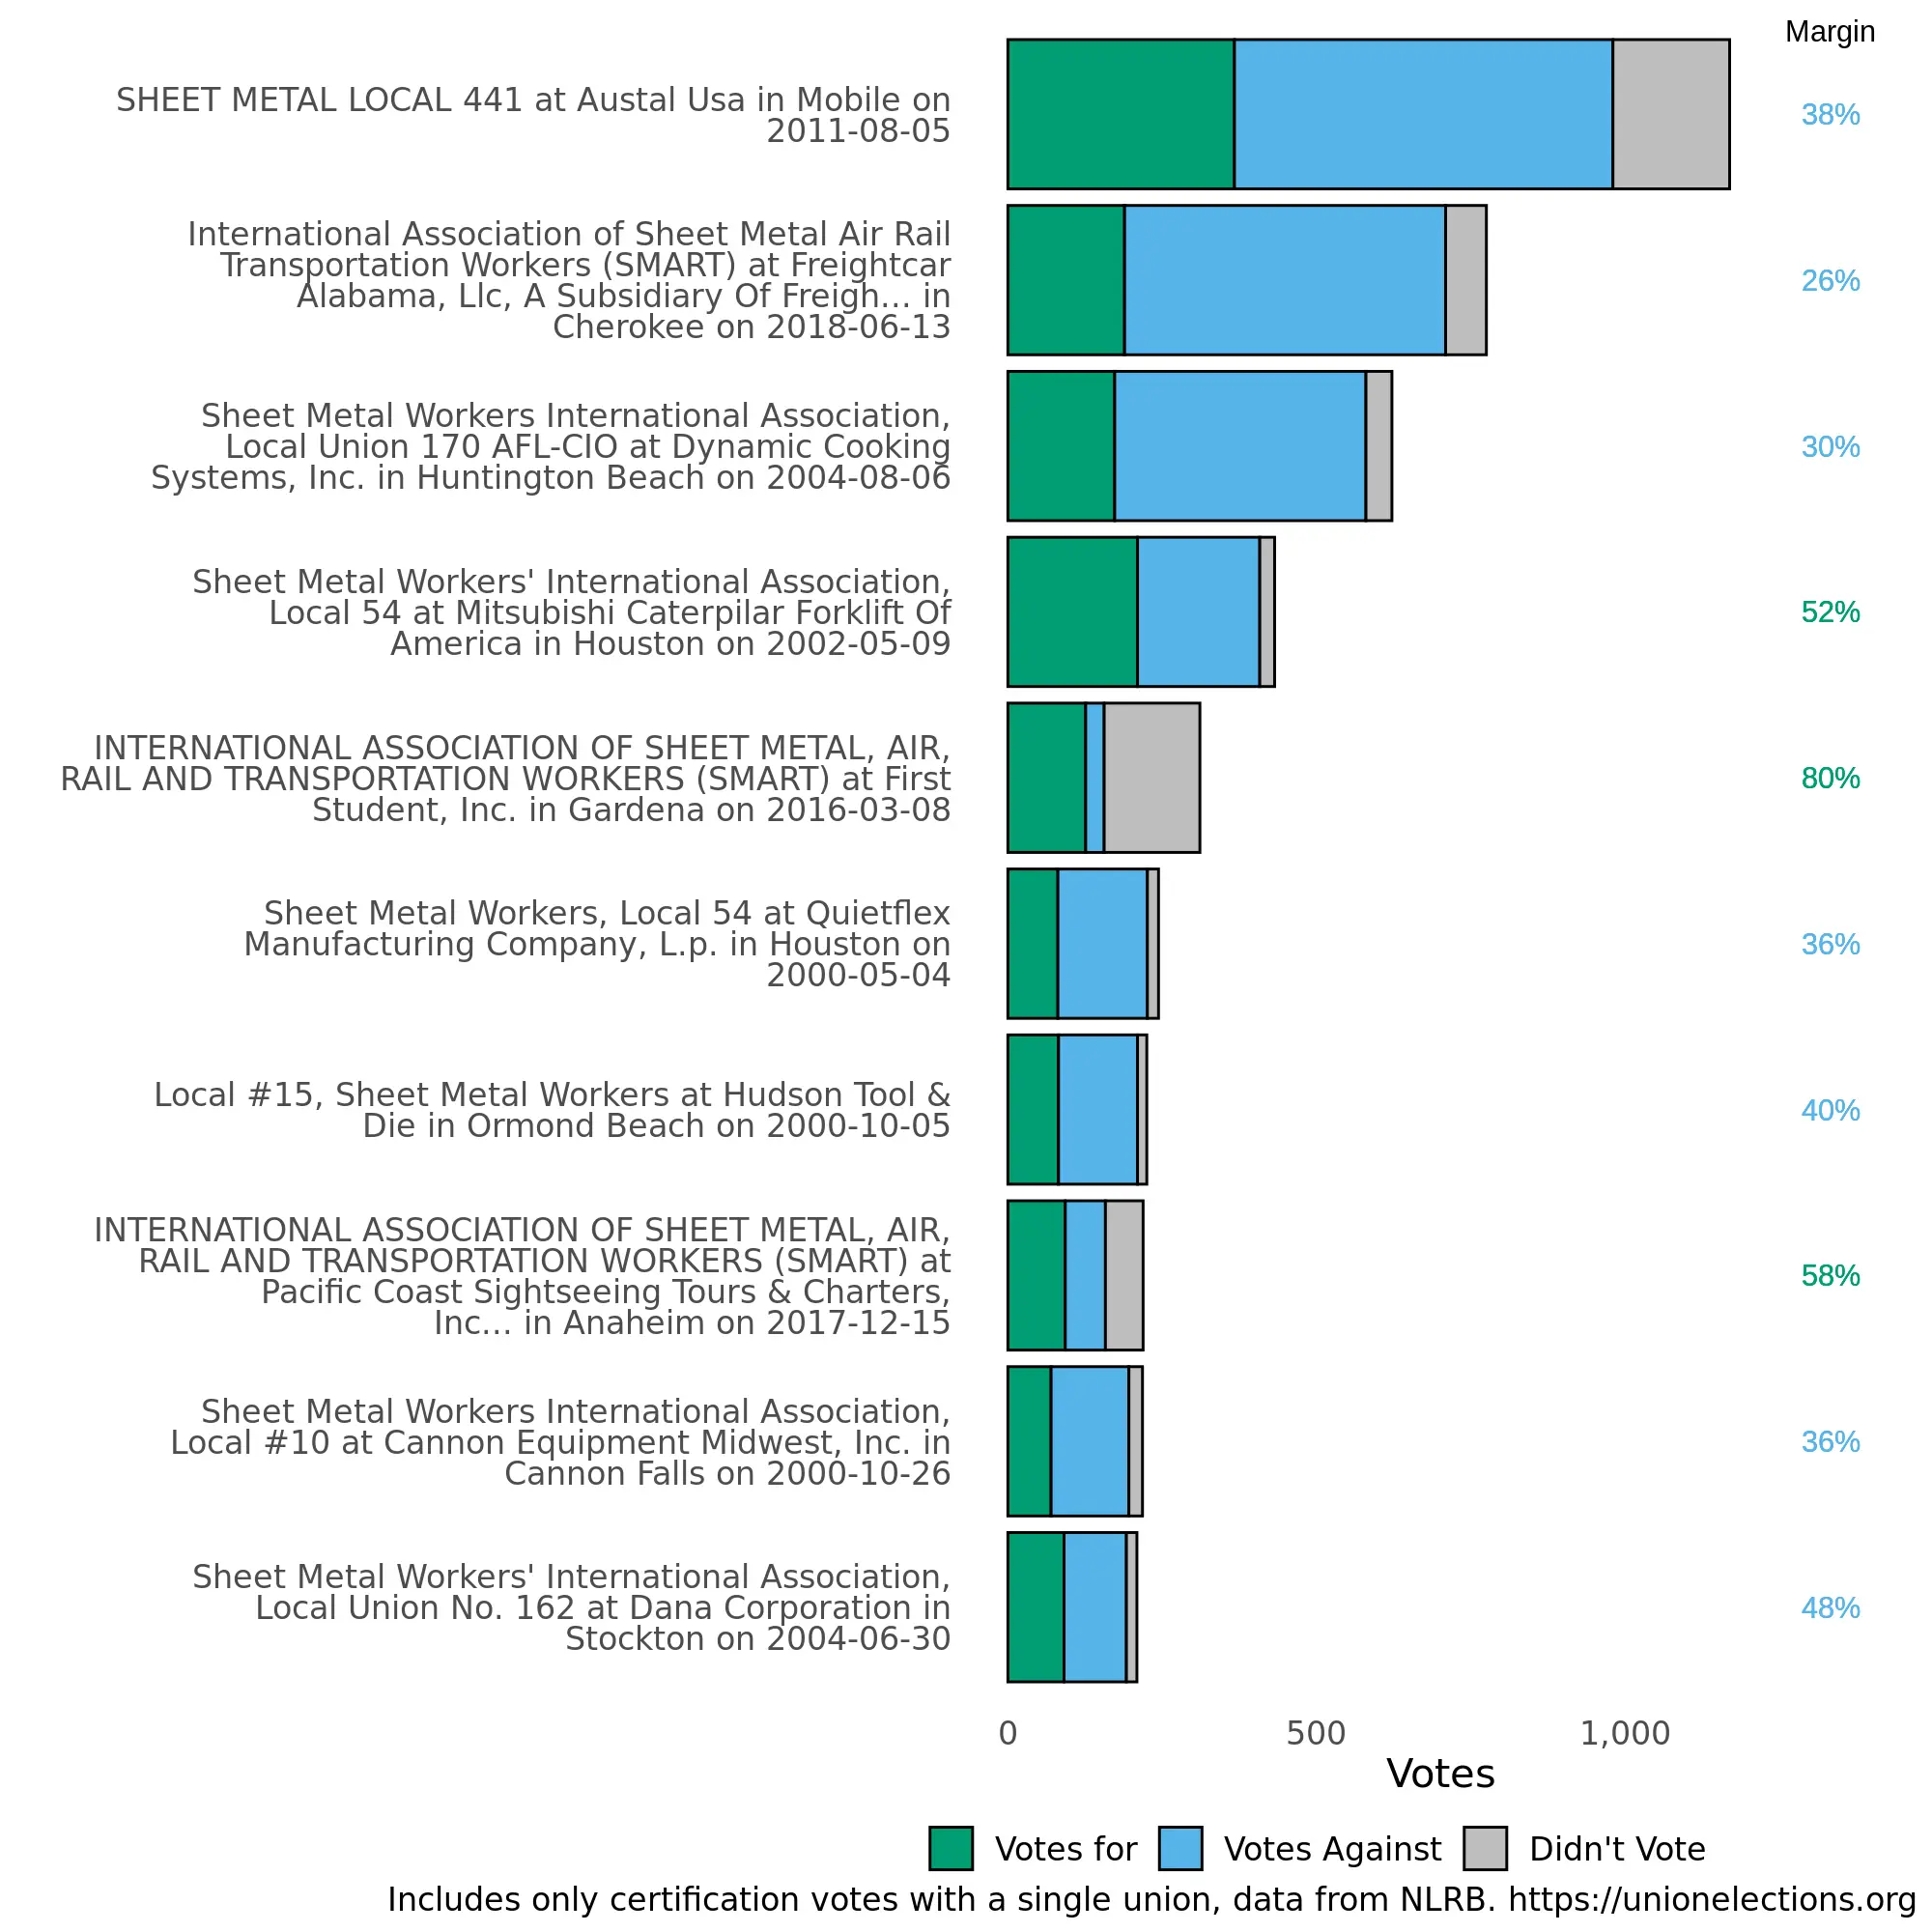 Margin
SHEET METAL LOCAL 441 at Austal Usa in Mobile on
2011-08-05
38%
International Association of Sheet Metal Air Rail
Transportation Workers (SMART) at Freightcar
Alabama, Llc, A Subsidiary Of Freigh... in
Cherokee on 2018-06-13
26%
Sheet Metal Workers International Association,
Local Union 170 AFL-CIO at Dynamic Cooking
Systems, Inc. in Huntington Beach on 2004-08-06
30%
Sheet Metal Workers' International Association,
Local 54 at Mitsubishi Caterpilar Forklift Of
America in Houston on 2002-05-09
52%
INTERNATIONAL ASSOCIATION OF SHEET METAL, AIR,
RAIL AND TRANSPORTATION WORKERS (SMART) at First
Student, Inc. in Gardena on 2016-03-08
80%
Sheet Metal Workers, Local 54 at Quietflex
Manufacturing Company, L.p. in Houston on
2000-05-04
36%
Local #15, Sheet Metal Workers at Hudson Tool &
Die in Ormond Beach on 2000-10-05
40%
INTERNATIONAL ASSOCIATION OF SHEET METAL, AIR,
RAIL AND TRANSPORTATION WORKERS (SMART) at
Pacific Coast Sightseeing Tours & Charters,
Inc... in Anaheim on 2017-12-15
58%
Sheet Metal Workers International Association,
Local #10 at Cannon Equipment Midwest, Inc. in
Cannon Falls on 2000-10-26
36%
Sheet Metal Workers' International Association,
Local Union No. 162 at Dana Corporation in
Stockton on 2004-06-30
48%
0 500 1,000
Votes
Votes for Votes Against Didn't Vote
Includes only certification votes with a single union, data from NLRB. https://unionelections.org